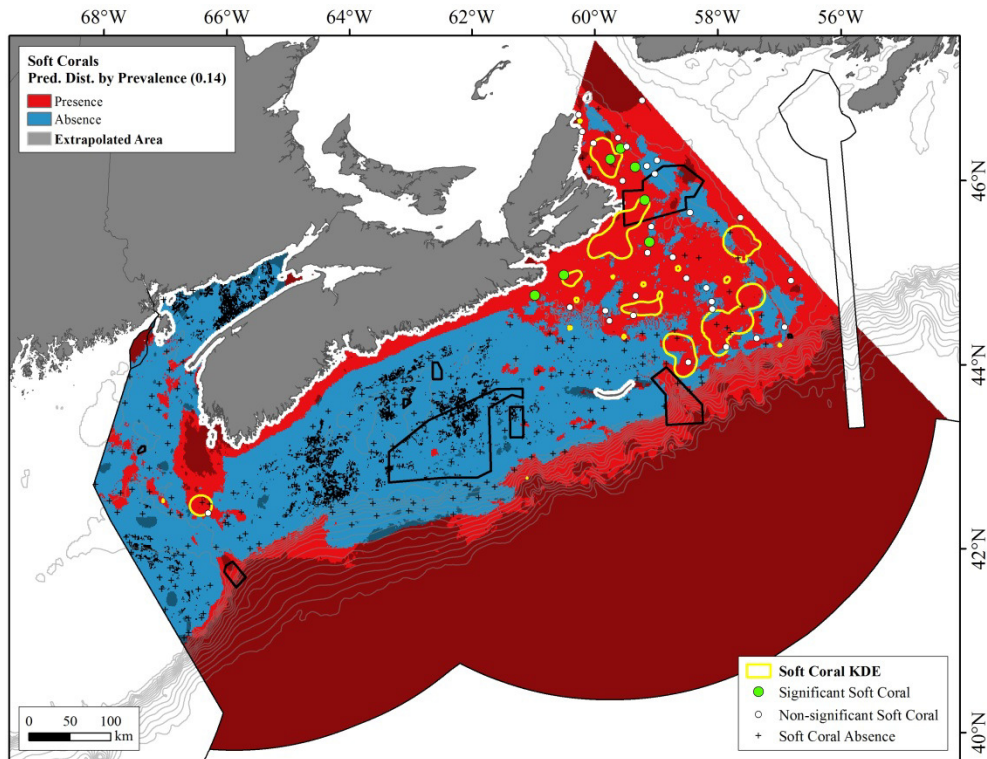 68°W 66°W 64°W 62°W 60°W 58°W 56°W
Soft Corals
Pred. Dist. by Prevalence (0.14)
Presence
Absence
Extrapolated Area
46°N
44°N
42°N
40°N
Soft Coral KDE
Significant Soft Coral
Non-significant Soft Coral
Soft Coral Absence
0 50 100
km